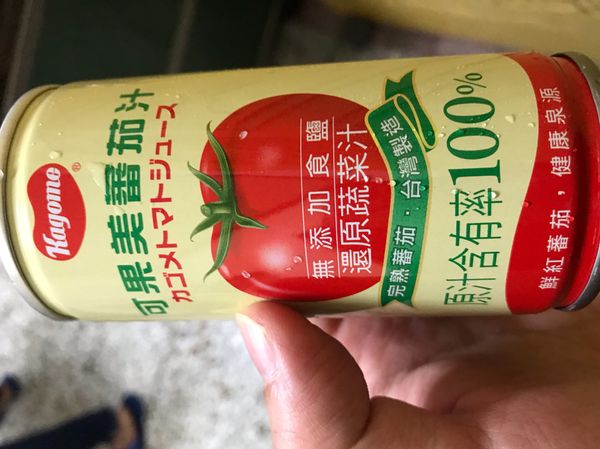 Kagome®
可果美蕃茄汁
カゴメトマトジュース
無添加食鹽
還原蔬菜汁
完熟蕃茄．台灣製造
原汁含有率100%
鮮紅蕃茄，健康泉源